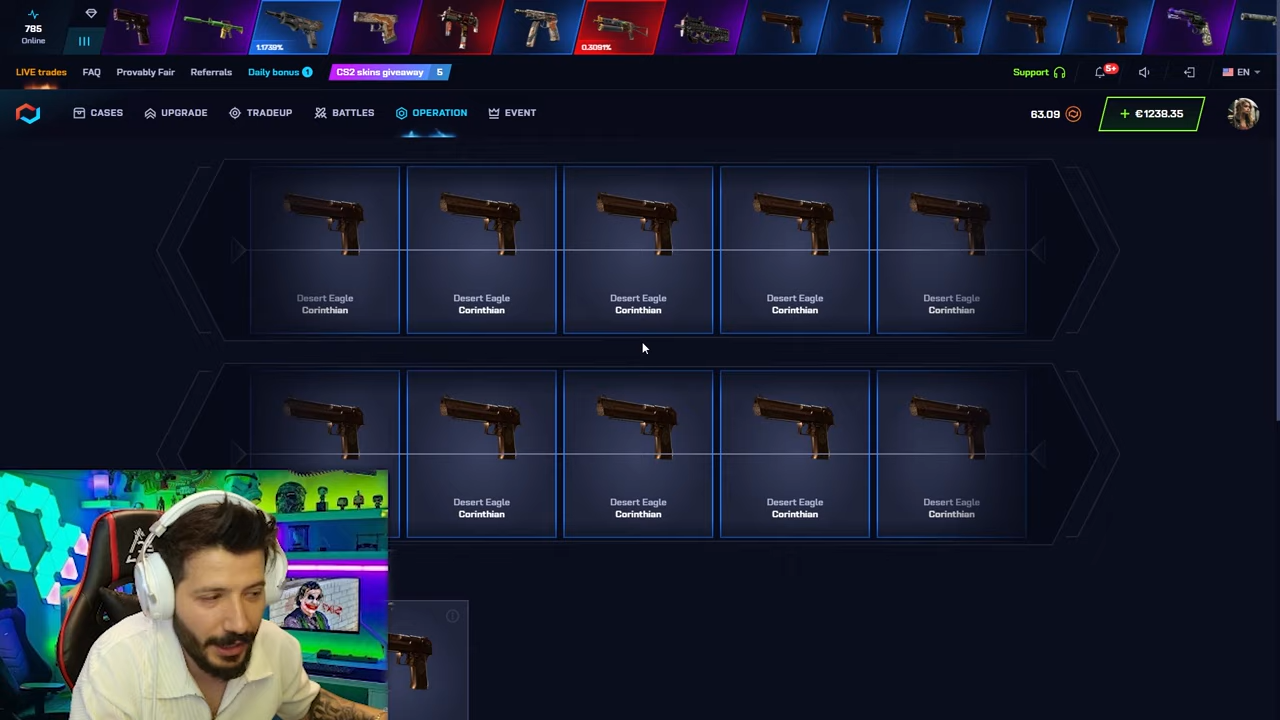 785
Online
1.1739%
0.3091%
LIVE trades
FAQ
Provably Fair
Referrals
Daily bonus 1
CS2 skins giveaway 5
Support
5+
EN
CASES
UPGRADE
TRADEUP
BATTLES
OPERATION
EVENT
63.09
+ €1238.35
Desert Eagle
Corinthian
Desert Eagle
Corinthian
Desert Eagle
Corinthian
Desert Eagle
Corinthian
Desert Eagle
Corinthian
Desert Eagle
Corinthian
Desert Eagle
Corinthian
Desert Eagle
Corinthian
Desert Eagle
Corinthian